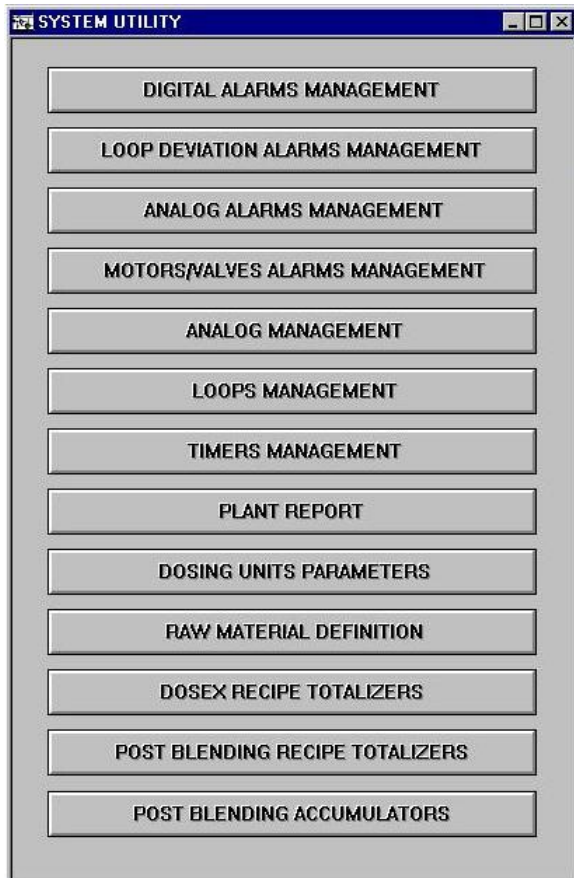 SYSTEM UTILITY
DIGITAL ALARMS MANAGEMENT
LOOP DEVIATION ALARMS MANAGEMENT
ANALOG ALARMS MANAGEMENT
MOTORS/VALVES ALARMS MANAGEMENT
ANALOG MANAGEMENT
LOOPS MANAGEMENT
TIMERS MANAGEMENT
PLANT REPORT
DOSING UNITS PARAMETERS
RAW MATERIAL DEFINITION
DOSEX RECIPE TOTALIZERS
POST BLENDING RECIPE TOTALIZERS
POST BLENDING ACCUMULATORS